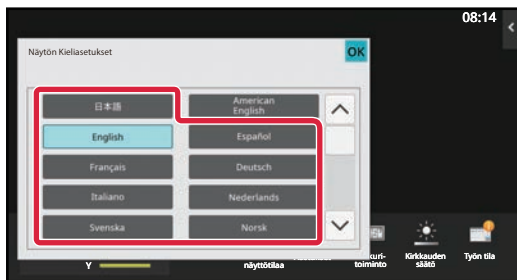 08:14
Näytön Kieliasetukset
OK
日本語
American
English
English
Español
Français
Deutsch
Italiano
Nederlands
Svenska
Norsk
Y
näyttötilaa
toiminto
Kirkkauden
säätö
Työn tila